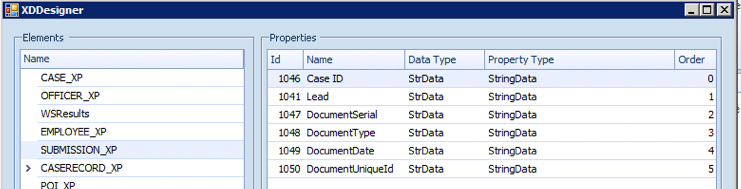 XDDesigner
Elements
Properties
Name
Id Name Data Type Property Type Order
CASE_XP
OFFICER_XP
WSResults
EMPLOYEE_XP
SUBMISSION_XP
CASERECORD_XP
POI_XP
1046 Case ID StrData StringData 0
1041 Lead StrData StringData 1
1047 DocumentSerial StrData StringData 2
1048 DocumentType StrData StringData 3
1049 DocumentDate StrData StringData 4
1050 DocumentUniqueId StrData StringData 5